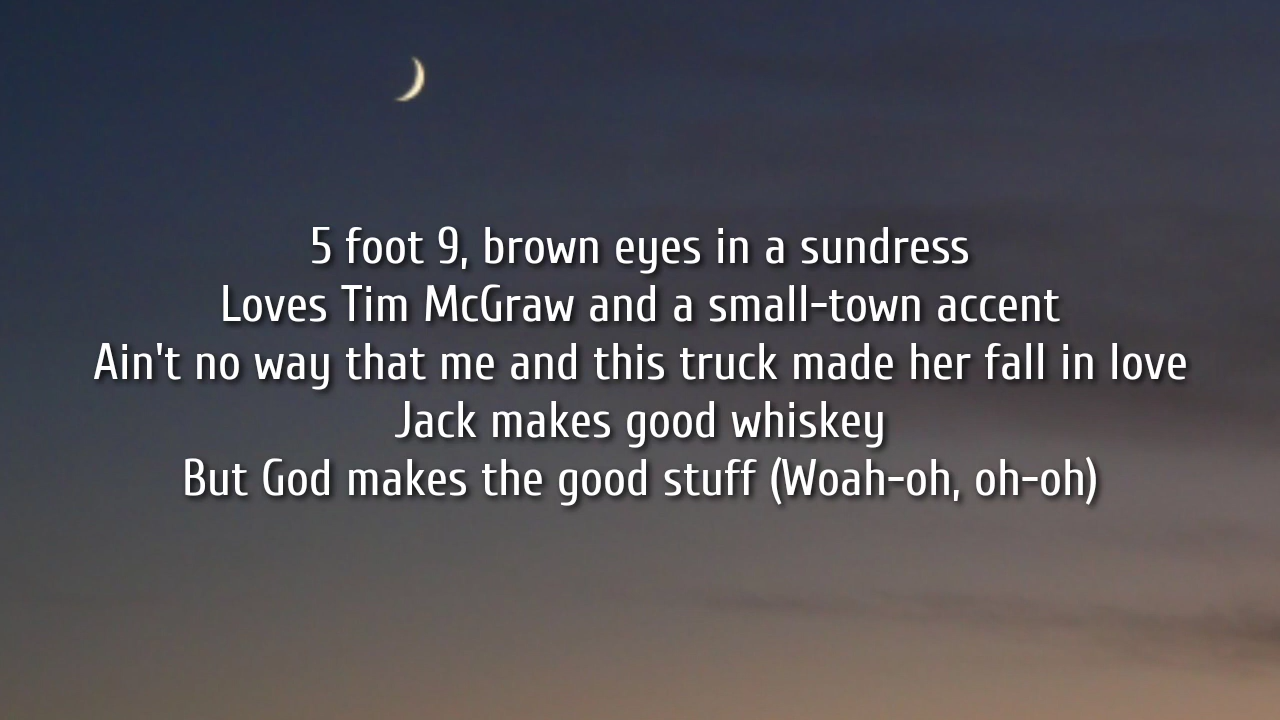 5 foot 9, brown eyes in a sundress
Loves Tim McGraw and a small-town accent
Ain't no way that me and this truck made her fall in love
Jack makes good whiskey
But God makes the good stuff (Woah-oh, oh-oh)